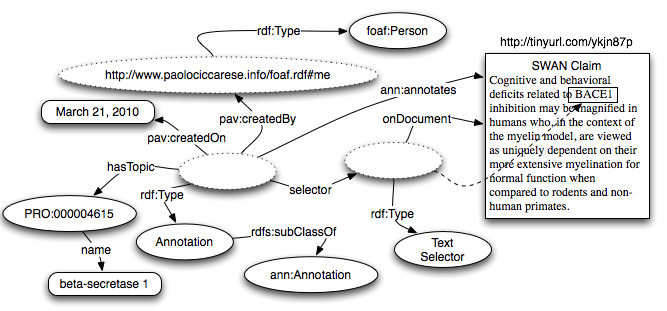 rdf:Type
foaf:Person
http://tinyurl.com/ykjn87p
http://www.paolociccarese.info/foaf.rdf#me
ann:annotates
SWAN Claim
Cognitive and behavioral
deficits related to BACE1
inhibition may be magnified in
humans who, in the context of
the myelin model, are viewed
as uniquely dependent on their
more extensive myelination for
normal function when
compared to rodents and non-
human primates.
March 21, 2010
pav:createdBy
onDocument
pav:createdOn
hasTopic
rdf:Type
selector
PRO:000004615
rdf:Type
Annotation
rdfs:subClassOf
Text
Selector
name
ann:Annotation
beta-secretase 1